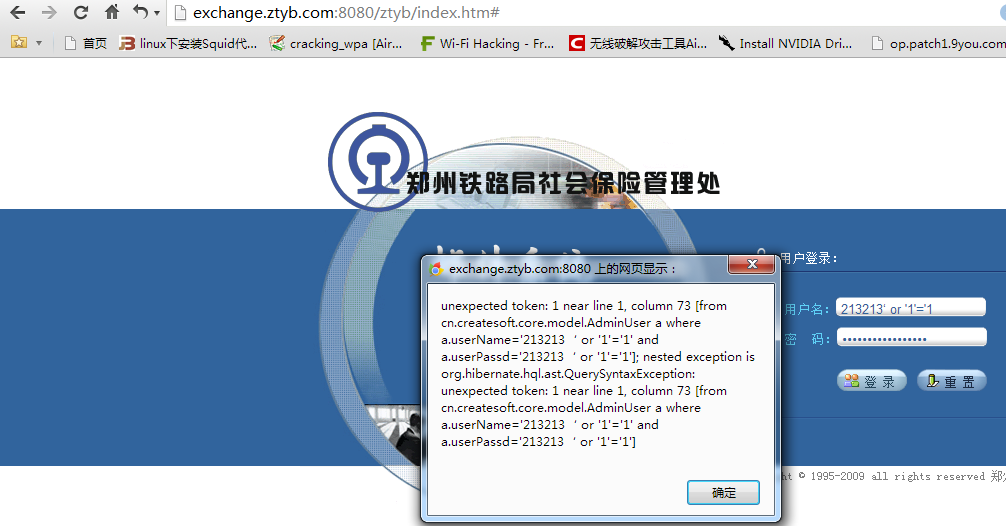 exchange.ztyb.com:8080/ztyb/index.htm#
首页 linux下安装Squid代... cracking_wpa [Air... Wi-Fi Hacking - Fr... 无线破解攻击工具Ai... Install NVIDIA Dri... op.patch1.9you.com
郑州铁路局社会保险管理处
用户登录：
用户名： 213213‘ or '1'='1
密 码： ••••••••••••••••••
登 录 重 置
exchange.ztyb.com:8080 上的网页显示：
unexpected token: 1 near line 1, column 73 [from
cn.createsoft.core.model.AdminUser a where
a.userName='213213 ‘ or '1'='1' and
a.userPassd='213213 ‘ or '1'='1']; nested exception is
org.hibernate.hql.ast.QuerySyntaxException:
unexpected token: 1 near line 1, column 73 [from
cn.createsoft.core.model.AdminUser a where
a.userName='213213 ‘ or '1'='1' and
a.userPassd='213213 ‘ or '1'='1']
确定
© 1995-2009 all rights reserved